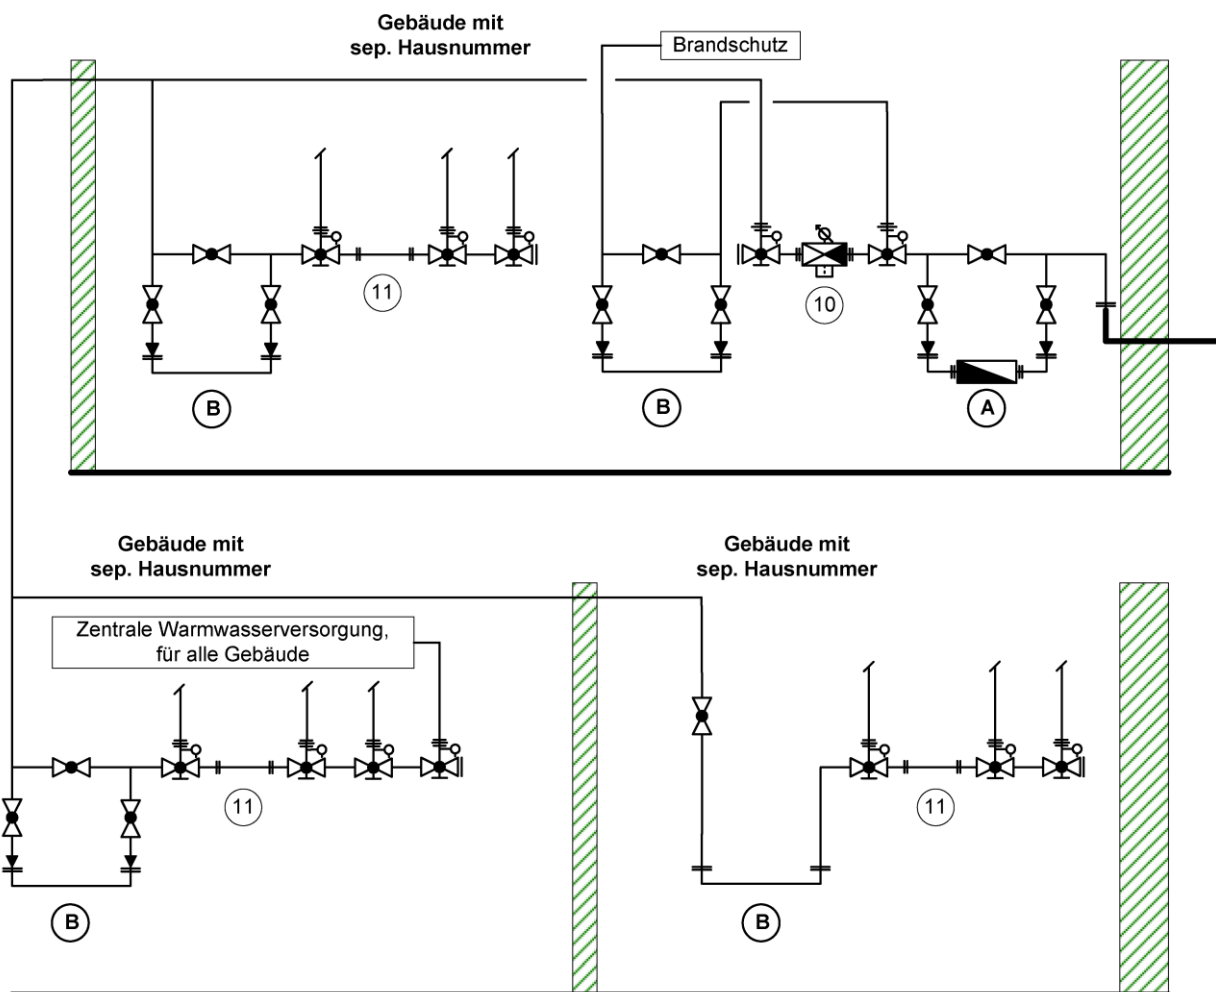 Gebäude mit
sep. Hausnummer
Brandschutz
11
10
B
B
A
Gebäude mit
sep. Hausnummer
Gebäude mit
sep. Hausnummer
Zentrale Warmwasserversorgung,
für alle Gebäude
11
11
B
B